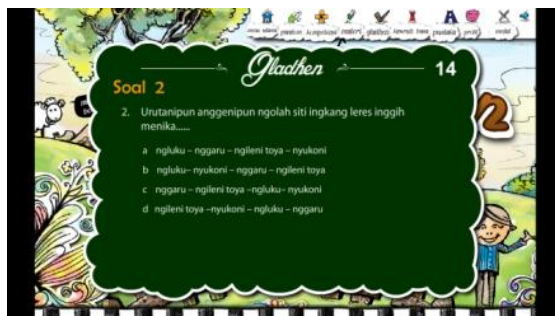 Gladhen
14
Soal 2
2. Urutanipun anggenipun ngolah siti ingkang leres inggih
menika......
a ngluku – nggaru – ngileni toya – nyukoni
b ngluku– nyukoni – nggaru – ngileni toya
c nggaru – ngileni toya –ngluku– nyukoni
d ngileni toya –nyukoni – ngluku – nggaru